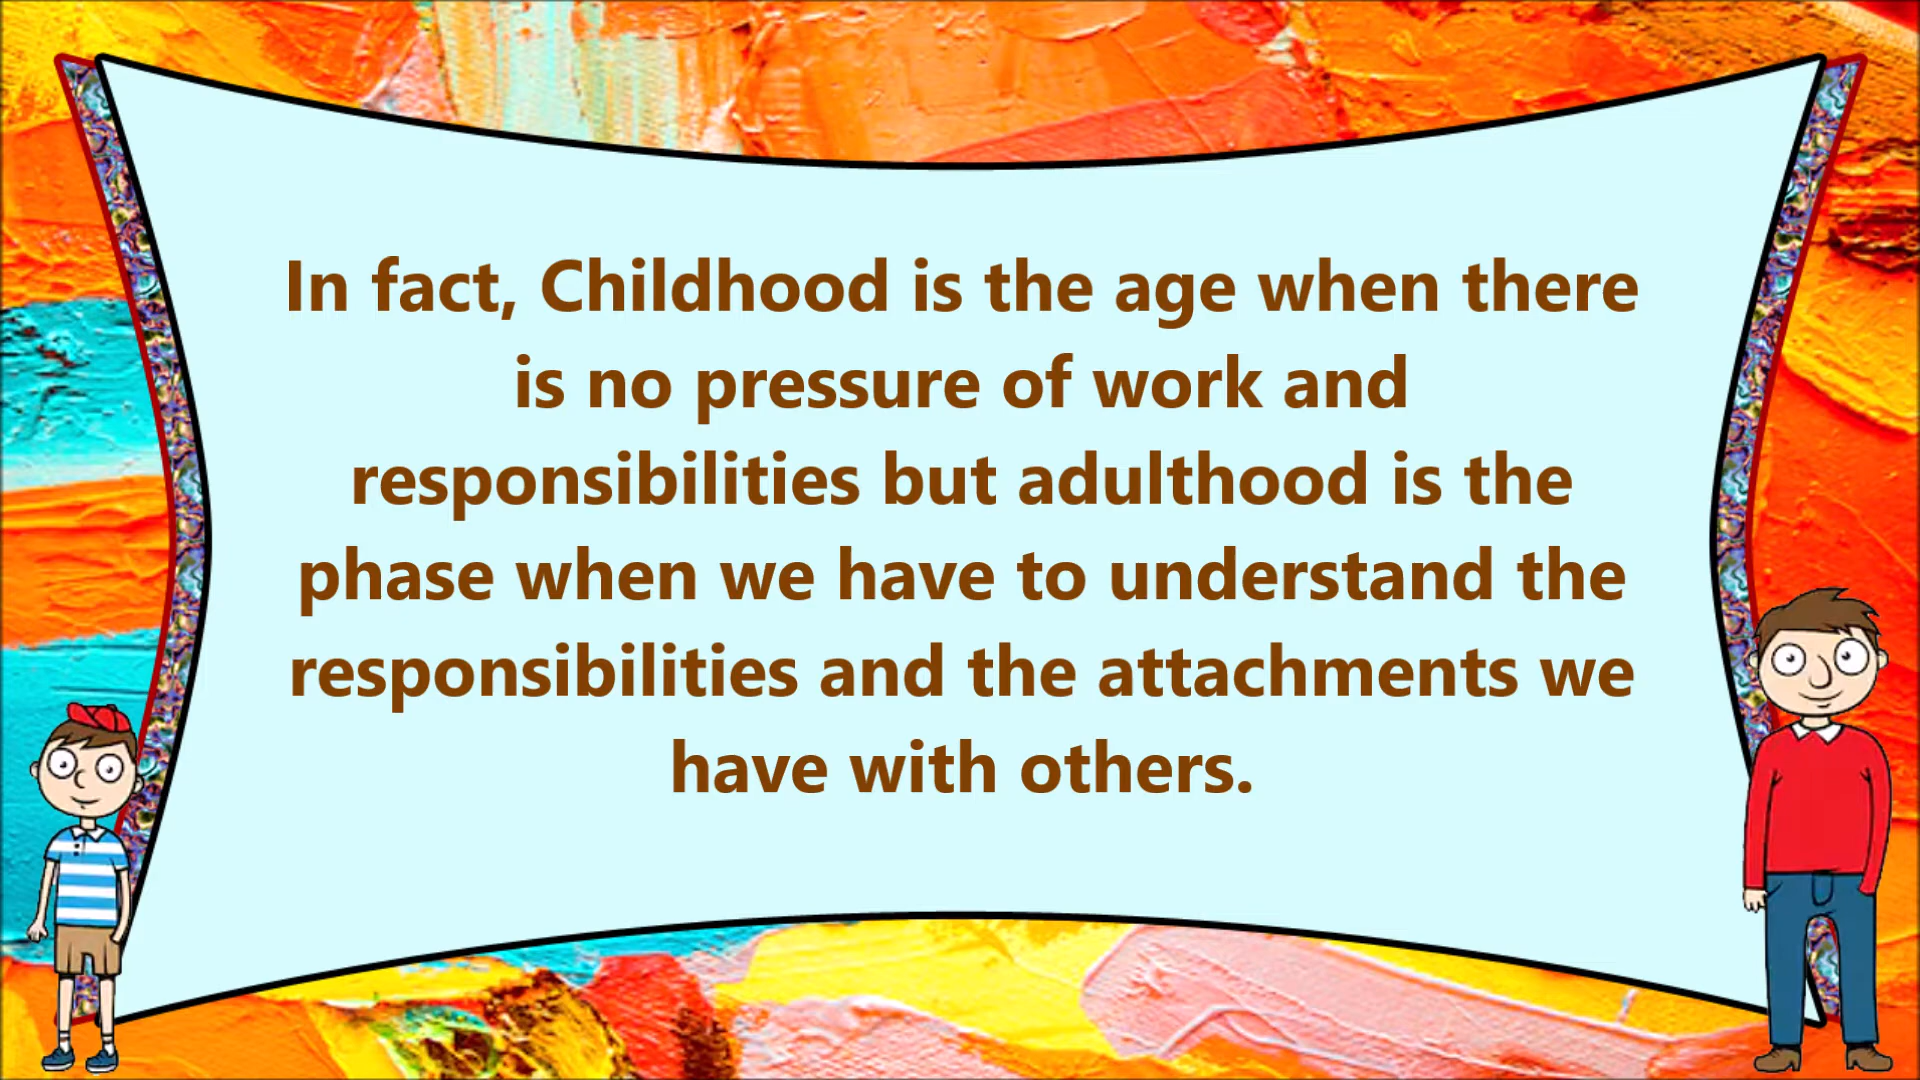 In fact, Childhood is the age when there
is no pressure of work and
responsibilities but adulthood is the
phase when we have to understand the
responsibilities and the attachments we
have with others.